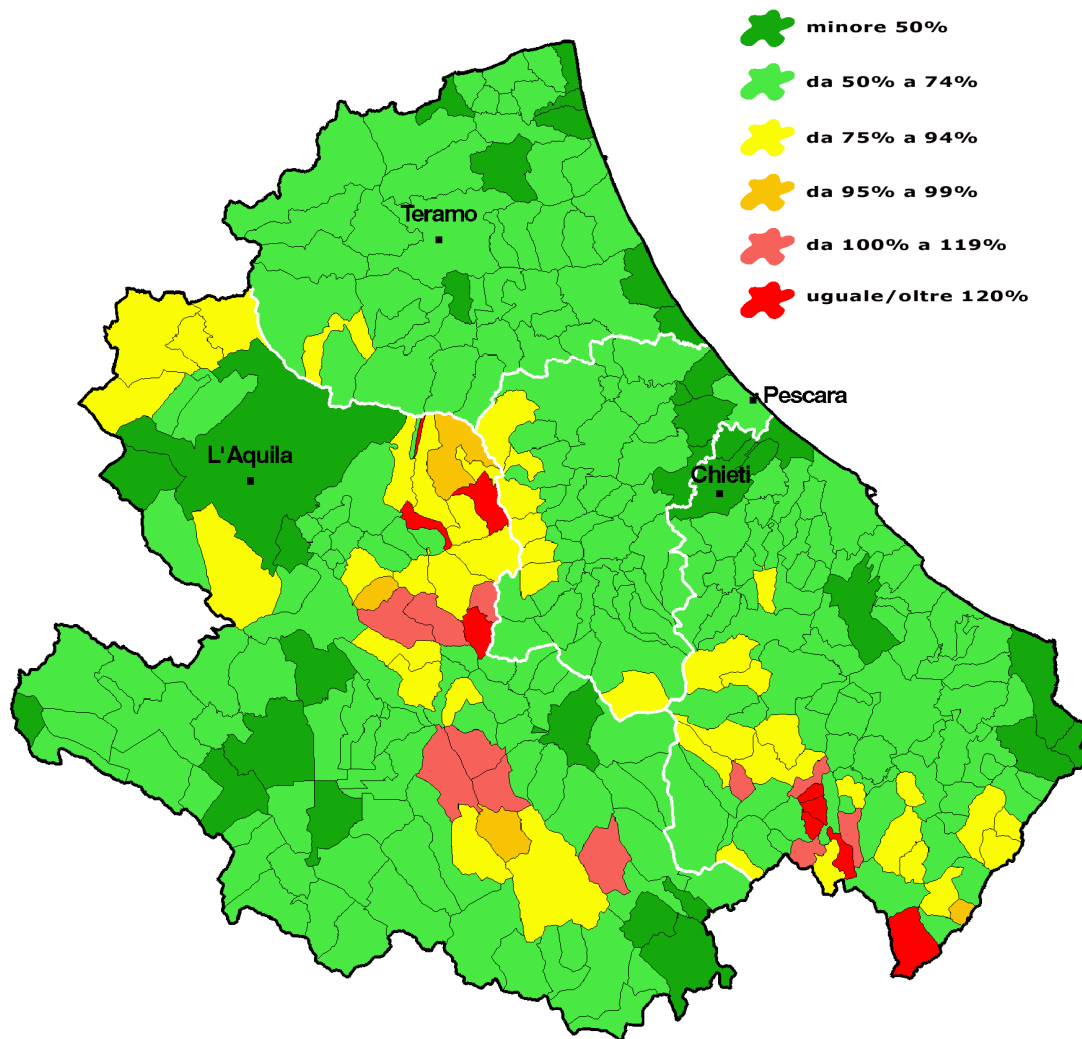 minore 50%
da 50% a 74%
da 75% a 94%
da 95% a 99%
da 100% a 119%
uguale/oltre 120%
Teramo
Pescara
L'Aquila
Chieti